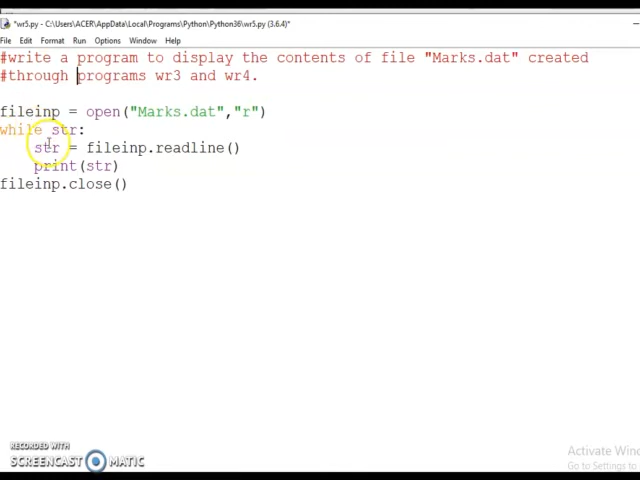 *wr5.py - C:\Users\ACER\AppData\Local\Programs\Python\Python36\wr5.py (3.6.4)*
File Edit Format Run Options Window Help
#write a program to display the contents of file "Marks.dat" created
#through programs wr3 and wr4.
fileinp = open("Marks.dat","r")
while str:
    str = fileinp.readline()
    print(str)
fileinp.close()
RECORDED WITH
SCREENCAST MATIC
Activate Wind
Go to Settings to